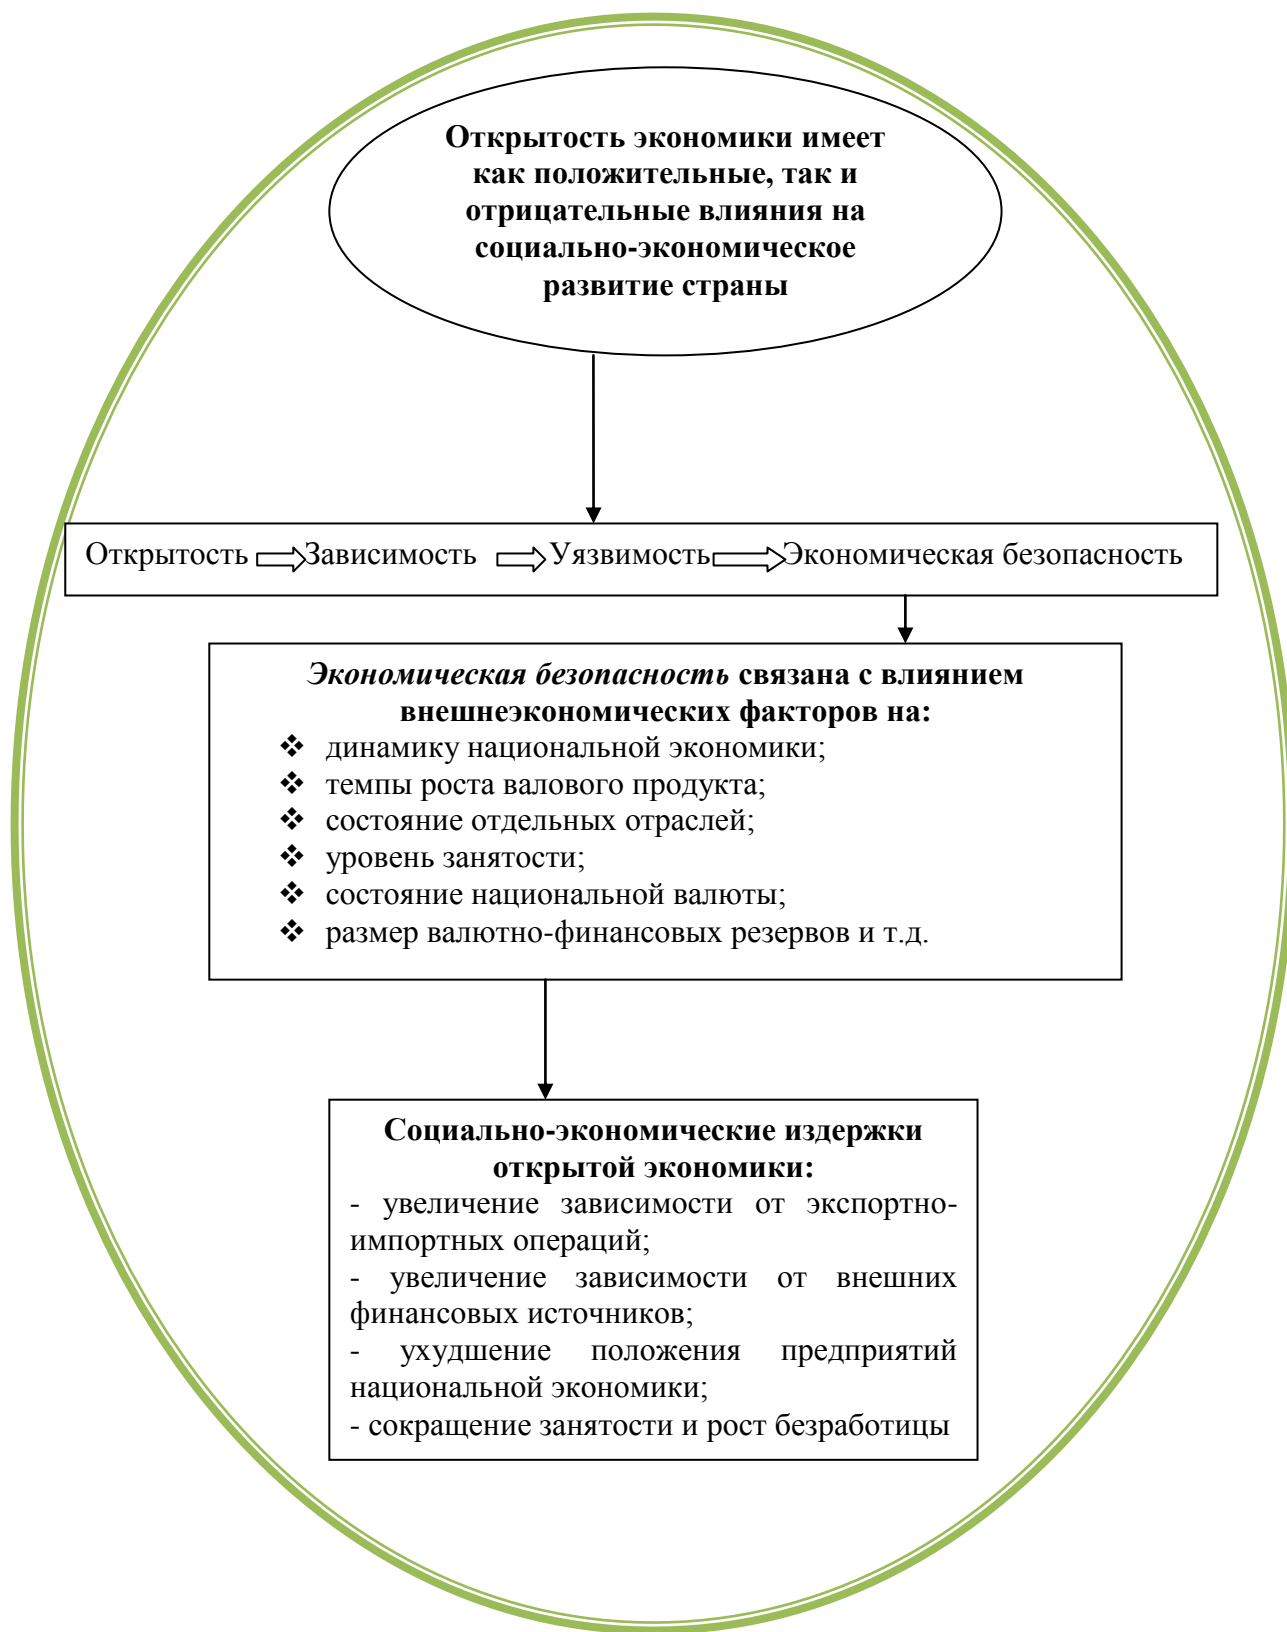 Открытость экономики имеет
как положительные, так и
отрицательные влияния на
социально-экономическое
развитие страны
Открытость Зависимость Уязвимость Экономическая безопасность
Экономическая безопасность связана с влиянием
внешнеэкономических факторов на:
❖ динамику национальной экономики;
❖ темпы роста валового продукта;
❖ состояние отдельных отраслей;
❖ уровень занятости;
❖ состояние национальной валюты;
❖ размер валютно-финансовых резервов и т.д.
Социально-экономические издержки
открытой экономики:
- увеличение зависимости от экспортно-
импортных операций;
- увеличение зависимости от внешних
финансовых источников;
- ухудшение положения предприятий
национальной экономики;
- сокращение занятости и рост безработицы